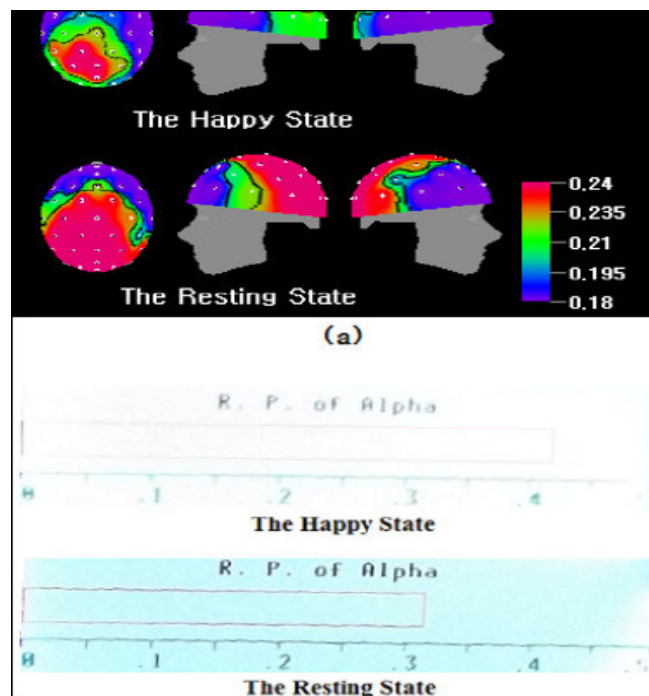 The Happy State
0.24
0.235
0.21
0.195
0.18
The Resting State
(a)
R. P. of Alpha
0 .1 .2 .3 .4
The Happy State
R. P. of Alpha
0 .1 .2 .3 .4
The Resting State